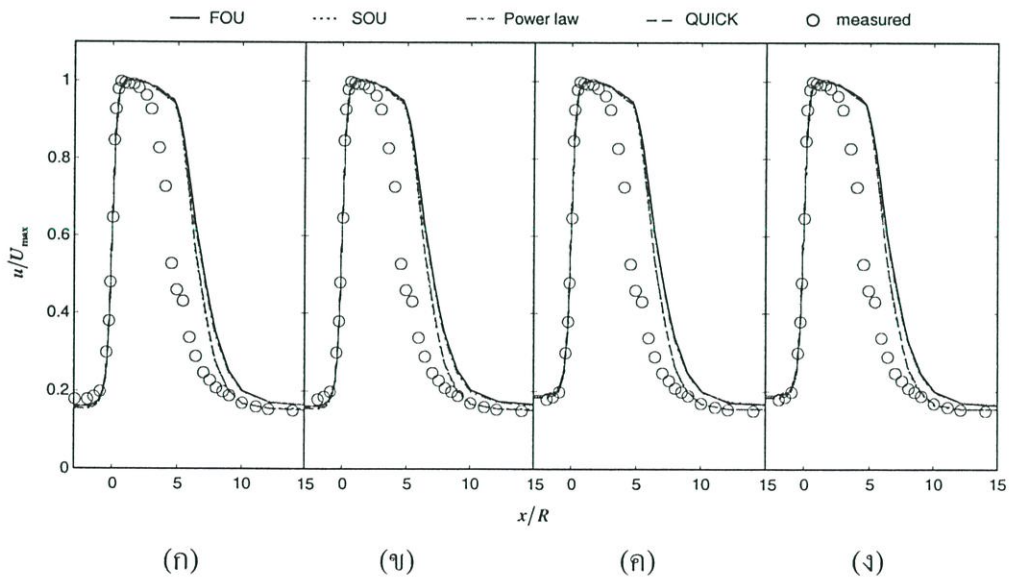 FOU SOU Power law QUICK measured
1
0.8
0.6
0.4
0.2
0
u/Umax
0 5 10 15 0 5 10 15 0 5 10 15 0 5 10 15
x/R
(ก) (ข) (ค) (ง)